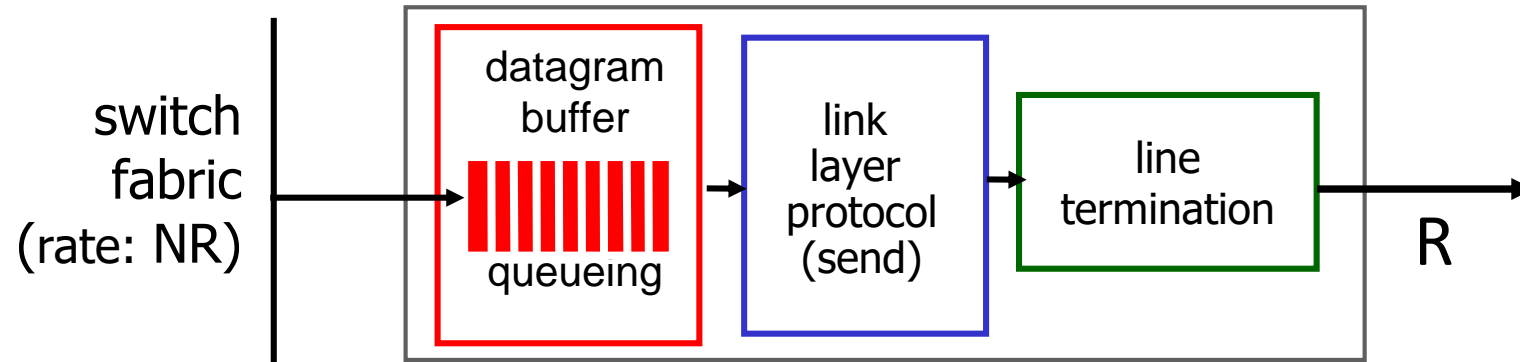 switch
fabric
(rate: NR)
datagram
buffer
queueing
link
layer
protocol
(send)
line
termination
R